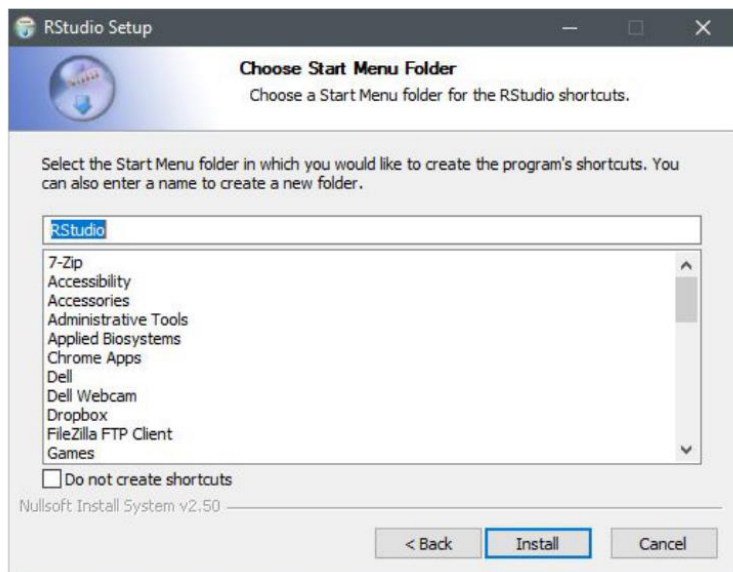 RStudio Setup
Choose Start Menu Folder
Choose a Start Menu folder for the RStudio shortcuts.
Select the Start Menu folder in which you would like to create the program's shortcuts. You
can also enter a name to create a new folder.
RStudio
7-Zip
Accessibility
Accessories
Administrative Tools
Applied Biosystems
Chrome Apps
Dell
Dell Webcam
Dropbox
FileZilla FTP Client
Games
Do not create shortcuts
Nullsoft Install System v2.50
< Back Install Cancel